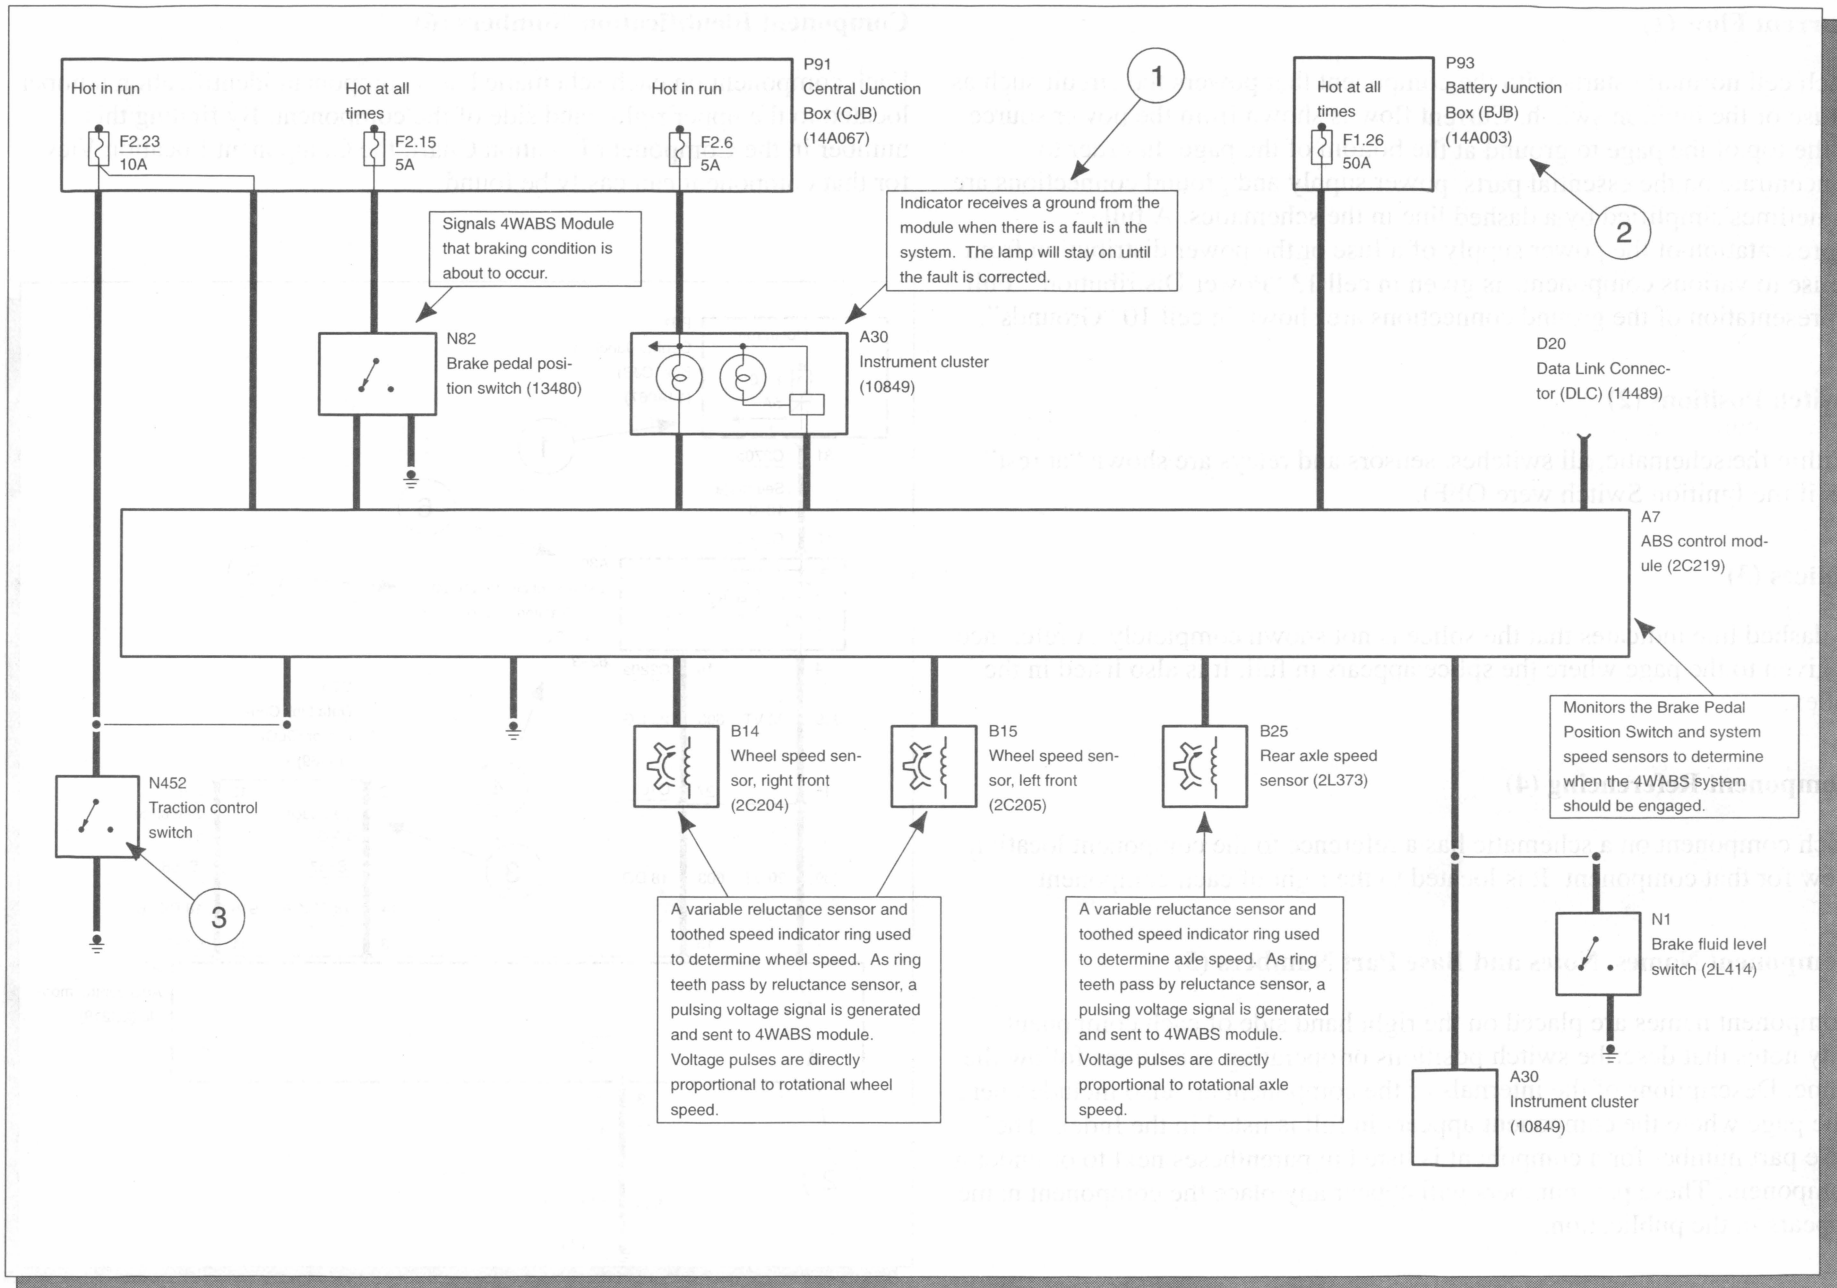 P91
Central Junction
Box (CJB)
(14A067)
Hot in run
F2.23
10A
Hot at all
times
F2.15
5A
Hot in run
F2.6
5A
1
P93
Battery Junction
Box (BJB)
(14A003)
Hot at all
times
F1.26
50A
2
Signals 4WABS Module
that braking condition is
about to occur.
Indicator receives a ground from the
module when there is a fault in the
system. The lamp will stay on until
the fault is corrected.
N82
Brake pedal posi-
tion switch (13480)
A30
Instrument cluster
(10849)
D20
Data Link Connec-
tor (DLC) (14489)
A7
ABS control mod-
ule (2C219)
Monitors the Brake Pedal
Position Switch and system
speed sensors to determine
when the 4WABS system
should be engaged.
N452
Traction control
switch
3
B14
Wheel speed sen-
sor, right front
(2C204)
B15
Wheel speed sen-
sor, left front
(2C205)
B25
Rear axle speed
sensor (2L373)
A variable reluctance sensor and
toothed speed indicator ring used
to determine wheel speed. As ring
teeth pass by reluctance sensor, a
pulsing voltage signal is generated
and sent to 4WABS module.
Voltage pulses are directly
proportional to rotational wheel
speed.
A variable reluctance sensor and
toothed speed indicator ring used
to determine axle speed. As ring
teeth pass by reluctance sensor, a
pulsing voltage signal is generated
and sent to 4WABS module.
Voltage pulses are directly
proportional to rotational axle
speed.
N1
Brake fluid level
switch (2L414)
A30
Instrument cluster
(10849)